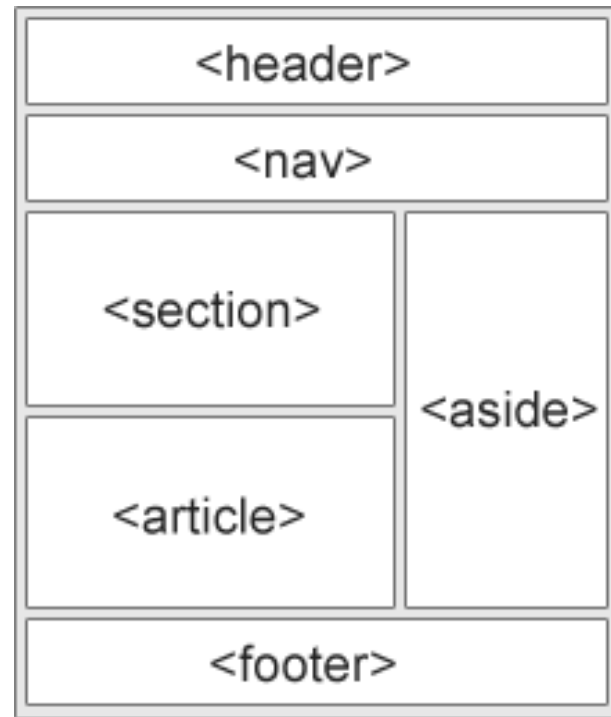 <header>
<nav>
<section>
<article>
<aside>
<footer>